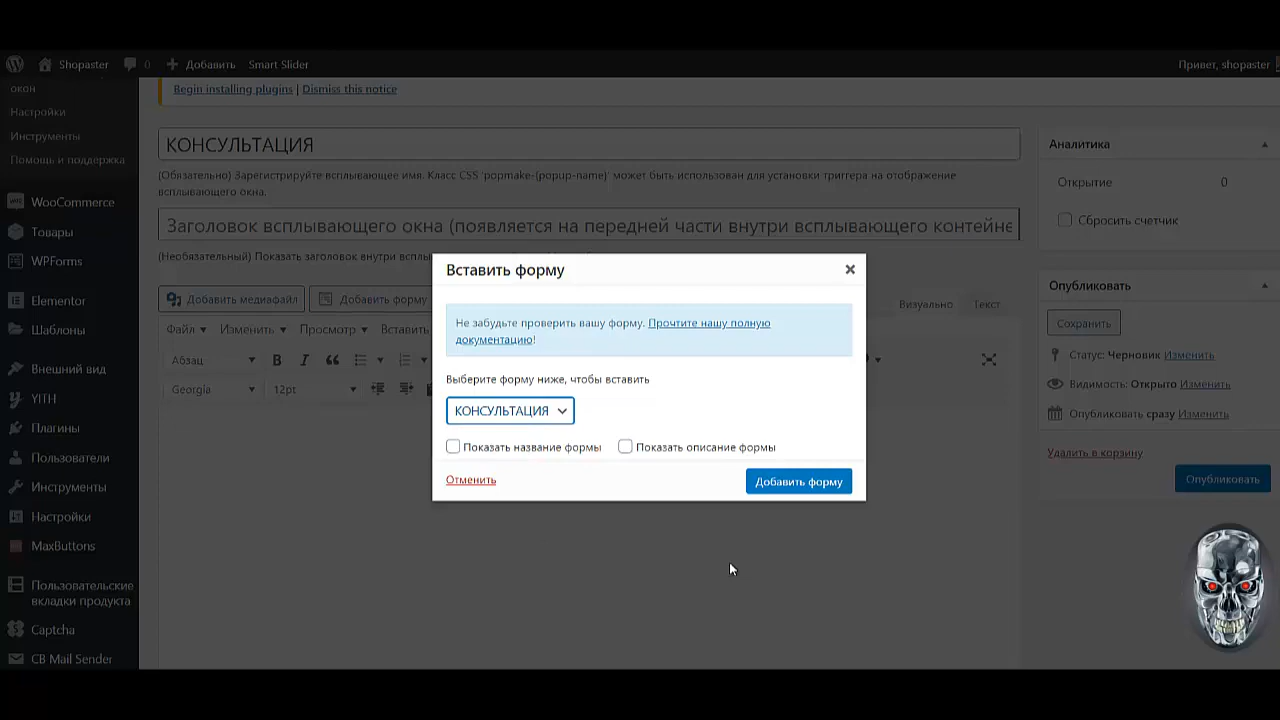 Shopaster
0
Добавить
Smart Slider
Привет, shopaster
окон
Настройки
Инструменты
Помощь и поддержка
WooCommerce
Товары
WPForms
Elementor
Шаблоны
Внешний вид
YITH
Плагины
Пользователи
Инструменты
Настройки
MaxButtons
Пользовательские
вкладки продукта
Captcha
CB Mail Sender
Begin installing plugins | Dismiss this notice
КОНСУЛЬТАЦИЯ
(Обязательно) Зарегистрируйте всплывающее имя. Класс CSS 'popmake-{popup-name}' может быть использован для установки триггера на отображение
всплывающего окна.
Заголовок всплывающего окна (появляется на передней части внутри всплывающего контейне
(Необязательный) Показать заголовок внутри
Добавить медиафайл
Добавить форму
Визуально
Текст
Файл
Изменить
Просмотр
Вставить
Абзац
B I
Georgia
12pt
Вставить форму
Не забудьте проверить вашу форму. Прочтите нашу полную
документацию!
Выберите форму ниже, чтобы вставить
КОНСУЛЬТАЦИЯ
Показать название формы
Показать описание формы
Отменить
Добавить форму
Аналитика
Открытие
0
Сбросить счетчик
Опубликовать
Сохранить
Статус: Черновик Изменить
Видимость: Открыто Изменить
Опубликовать сразу Изменить
Удалить в корзину
Опубликовать